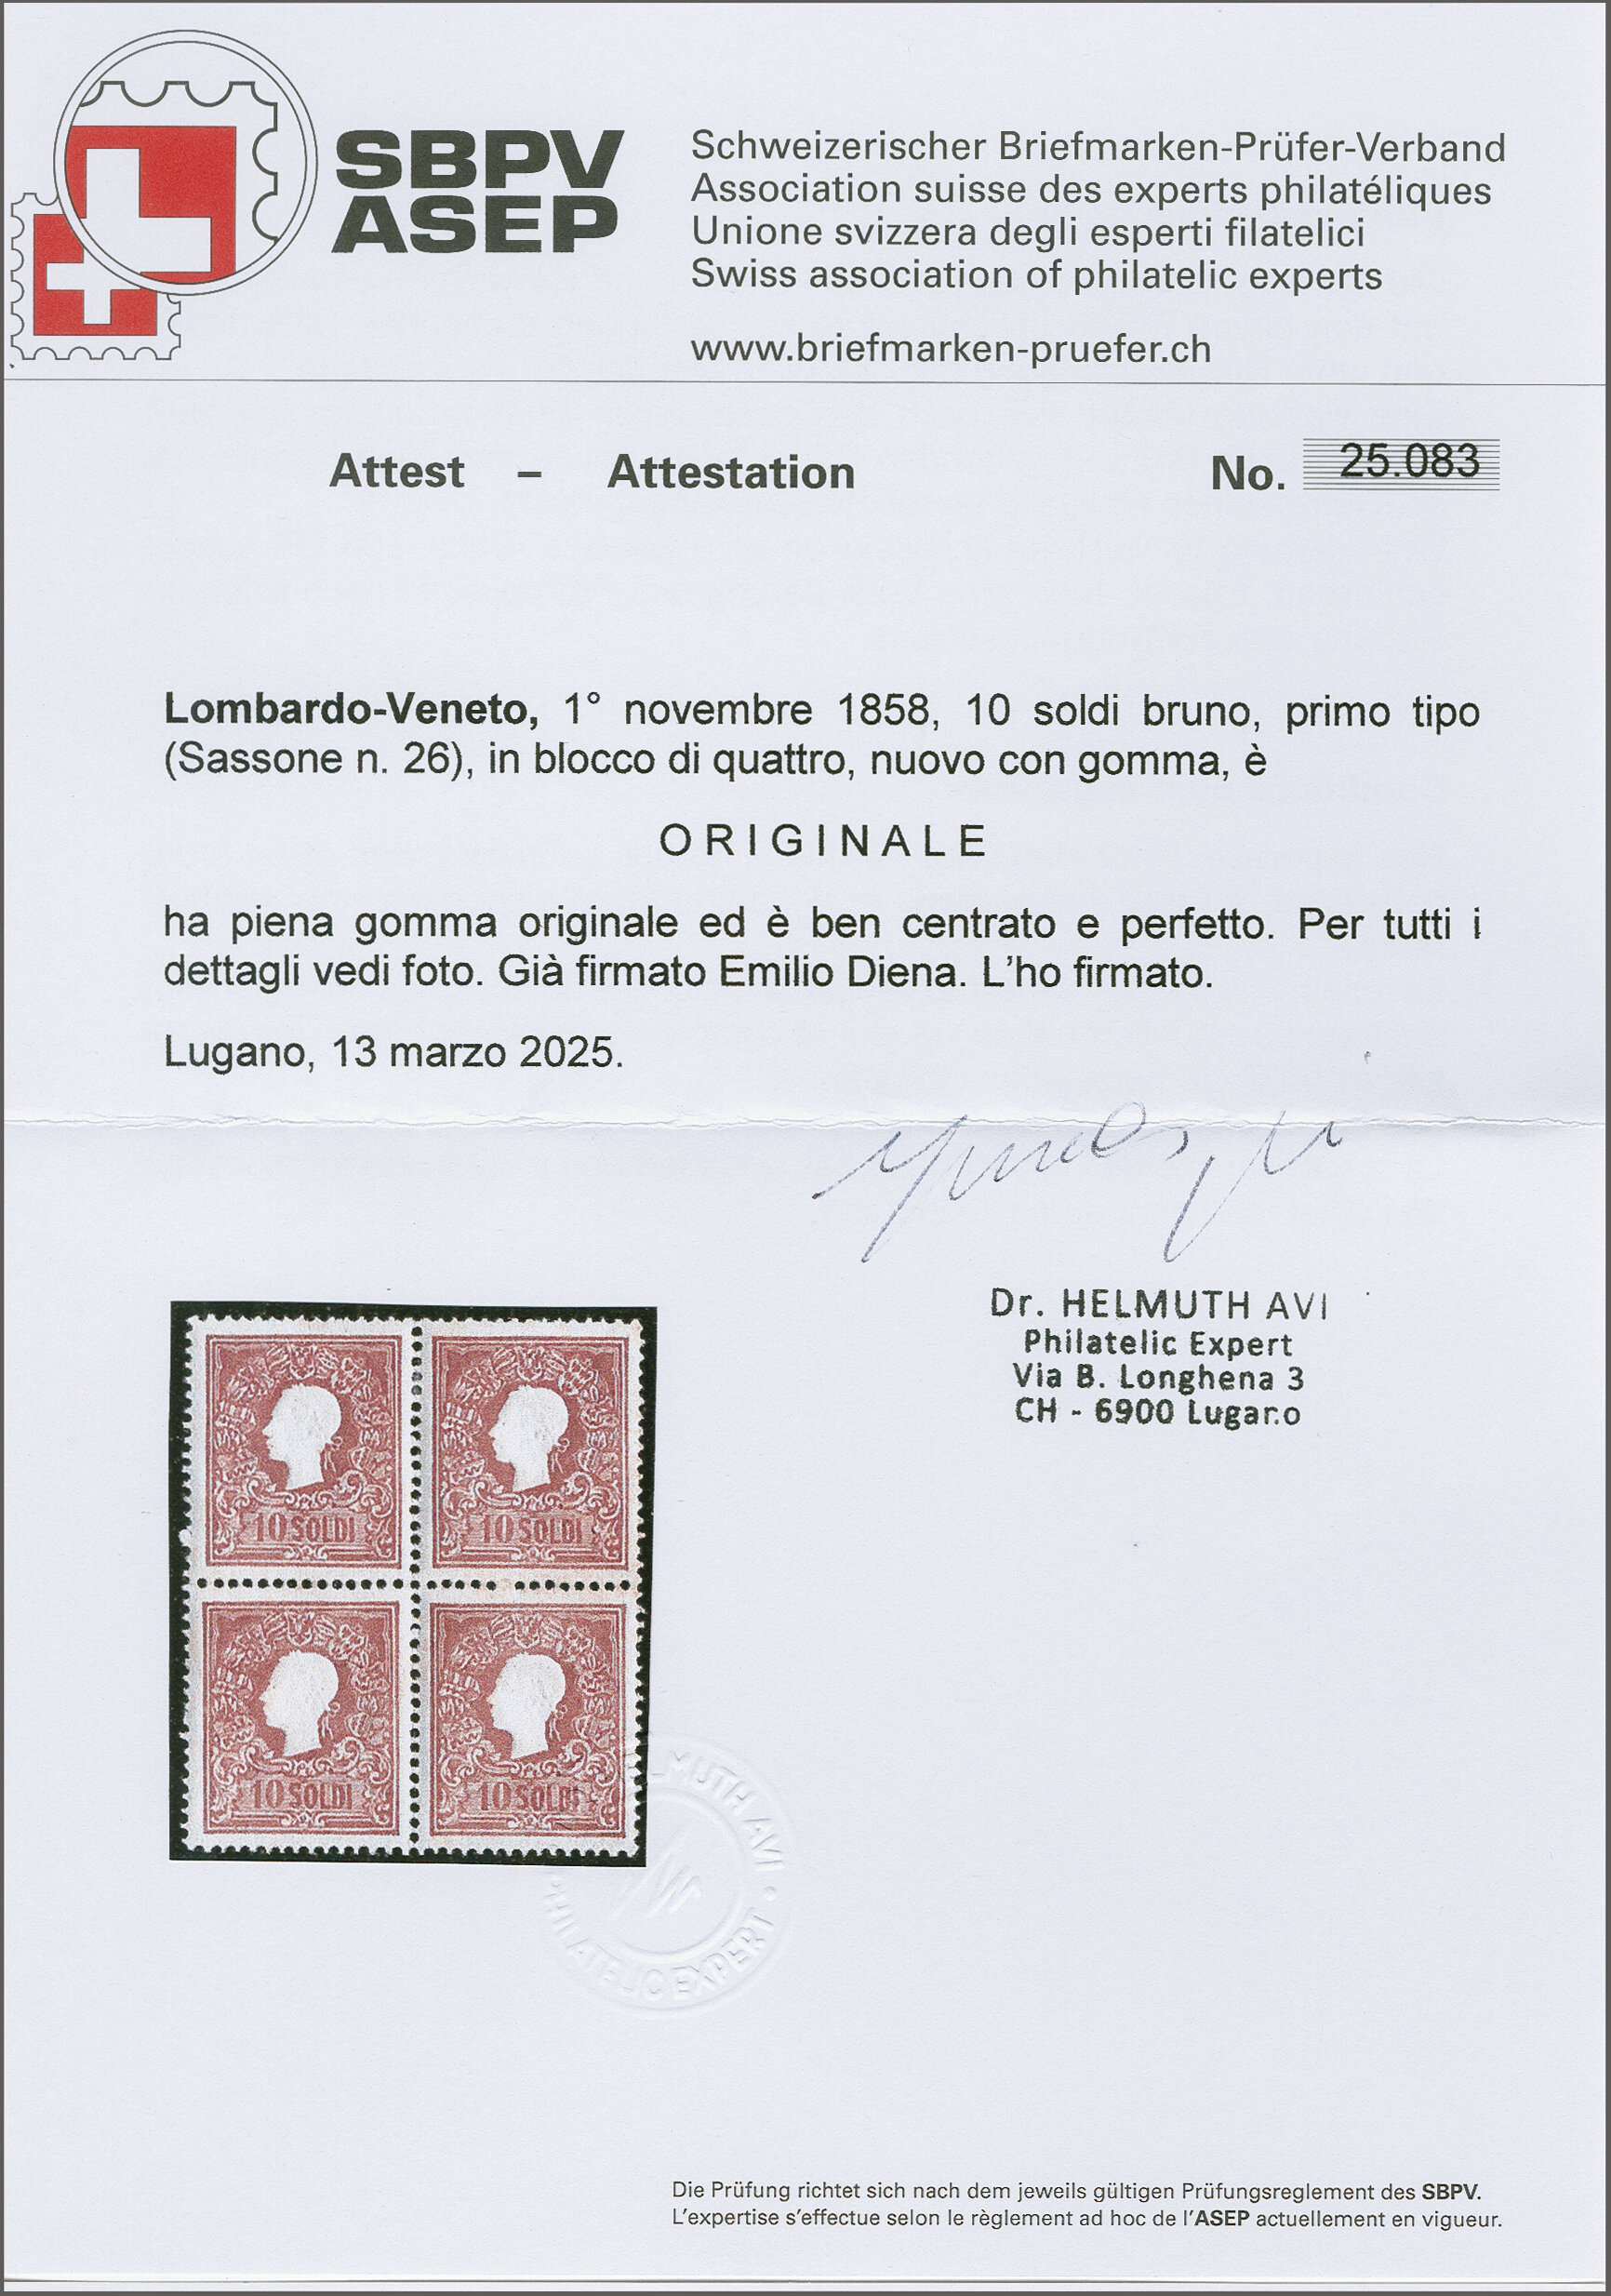 SBPV
ASEP
Schweizerischer Briefmarken-Prüfer-Verband
Association suisse des experts philatéliques
Unione svizzera degli esperti filatelici
Swiss association of philatelic experts
www.briefmarken-pruefer.ch
Attest – Attestation No. 25.083
Lombardo-Veneto, 1° novembre 1858, 10 soldi bruno, primo tipo
(Sassone n. 26), in blocco di quattro, nuovo con gomma, è
ORIGINALE
ha piena gomma originale ed è ben centrato e perfetto. Per tutti i
dettagli vedi foto. Già firmato Emilio Diena. L'ho firmato.
Lugano, 13 marzo 2025.
Dr. HELMUTH AVI
Philatelic Expert
Via B. Longhena 3
CH - 6900 Lugano
10 SOLDI
10 SOLDI
10 SOLDI
10 SOLDI
LMUTH AVI
PHILATELIC EXPERT
Die Prüfung richtet sich nach dem jeweils gültigen Prüfungsreglement des SBPV.
L'expertise s'effectue selon le règlement ad hoc de l'ASEP actuellement en vigueur.